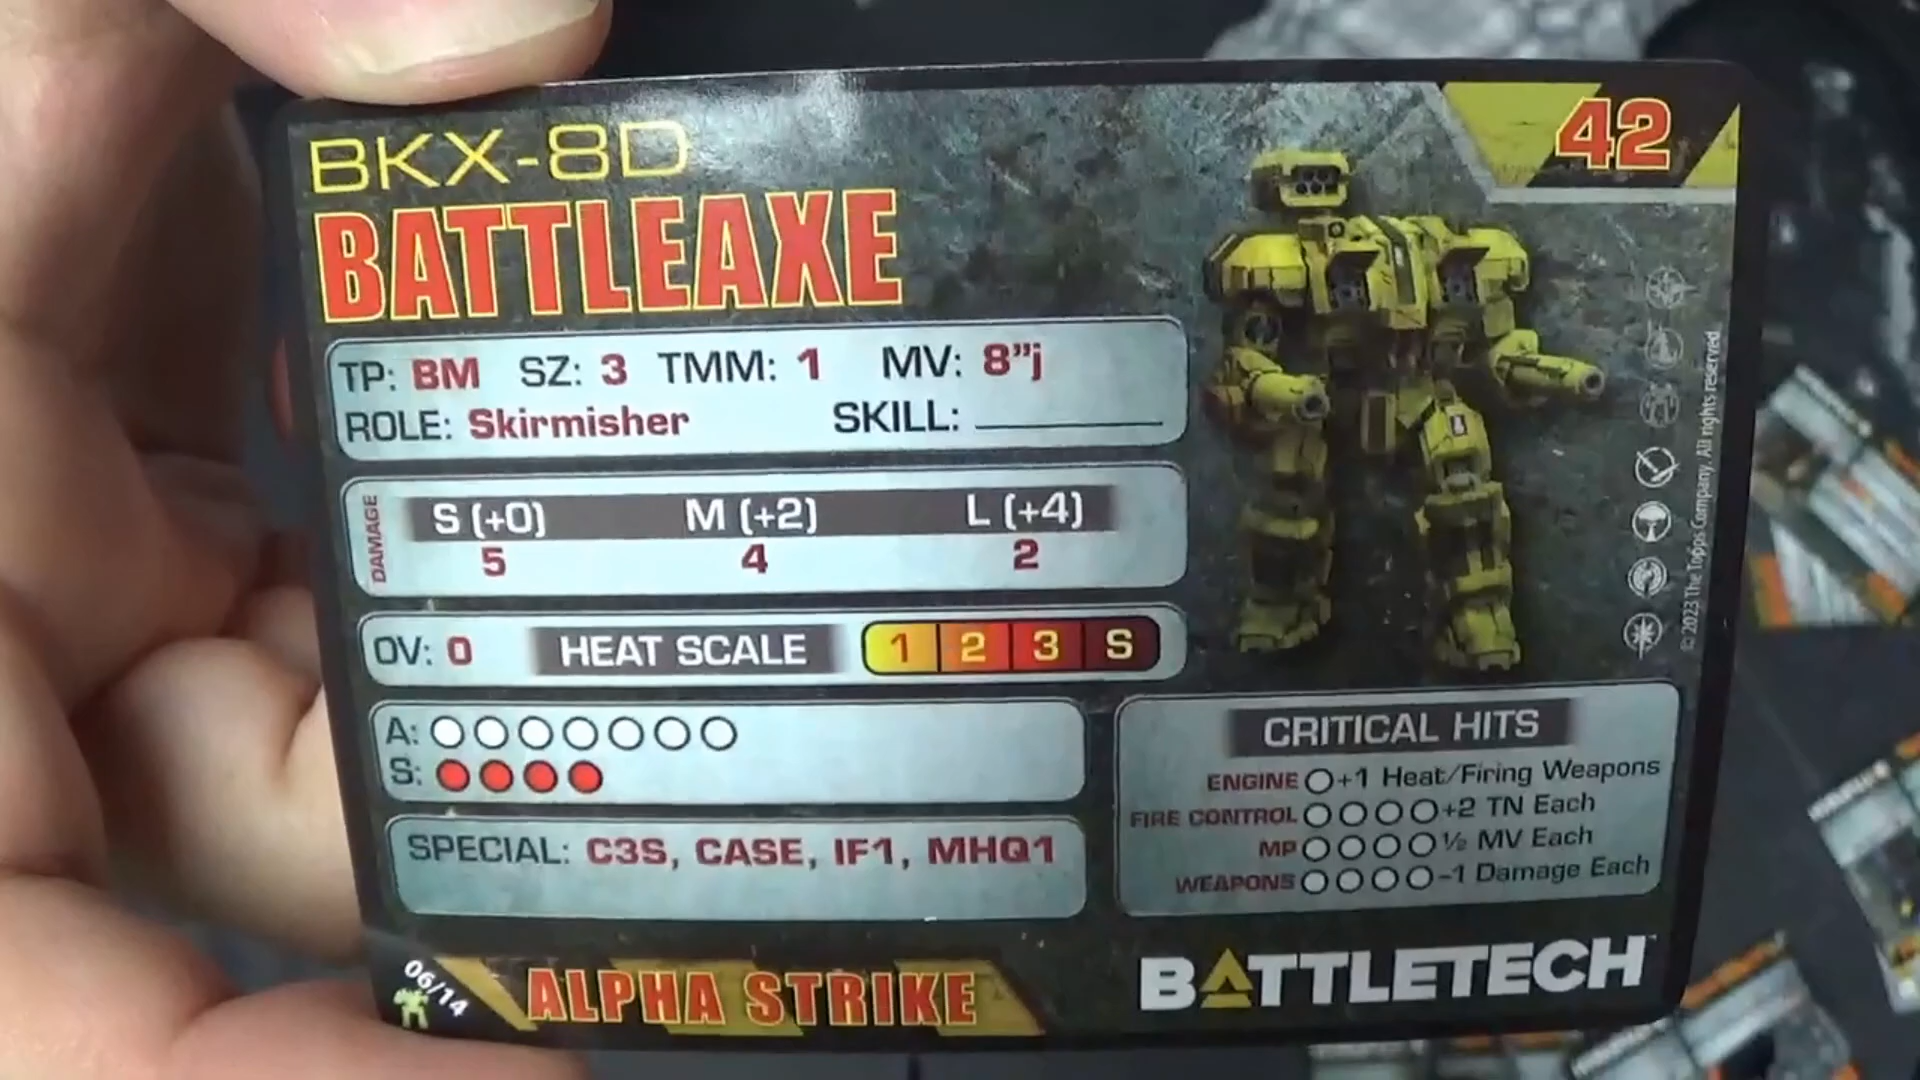 BKX-8D
42
BATTLEAXE
TP: BM SZ: 3 TMM: 1 MV: 8”j
ROLE: Skirmisher SKILL:
DAMAGE
S (+0) M (+2) L (+4)
5 4 2
OV: 0 HEAT SCALE 1 2 3 S
A:
S:
SPECIAL: C3S, CASE, IF1, MHQ1
CRITICAL HITS
ENGINE +1 Heat/Firing Weapons
FIRE CONTROL +2 TN Each
MP ½ MV Each
WEAPONS -1 Damage Each
©2023 The Topps Company. All rights reserved
06/14
ALPHA STRIKE
BATTLETECH